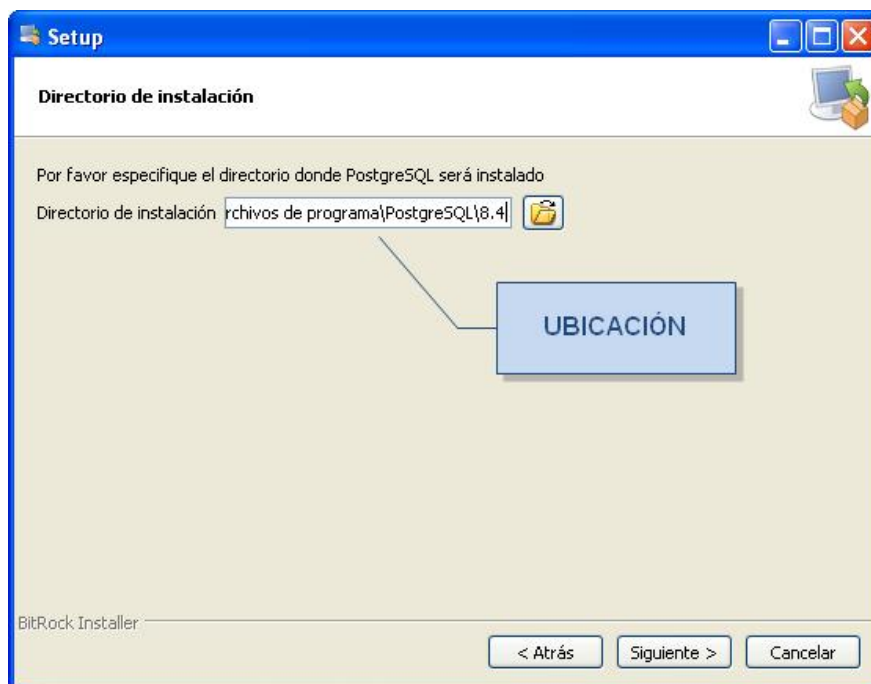 Setup
Directorio de instalación
Por favor especifique el directorio donde PostgreSQL será instalado
Directorio de instalación rchivos de programa\PostgreSQL\8.4
UBICACIÓN
BitRock Installer
< Atrás Siguiente > Cancelar